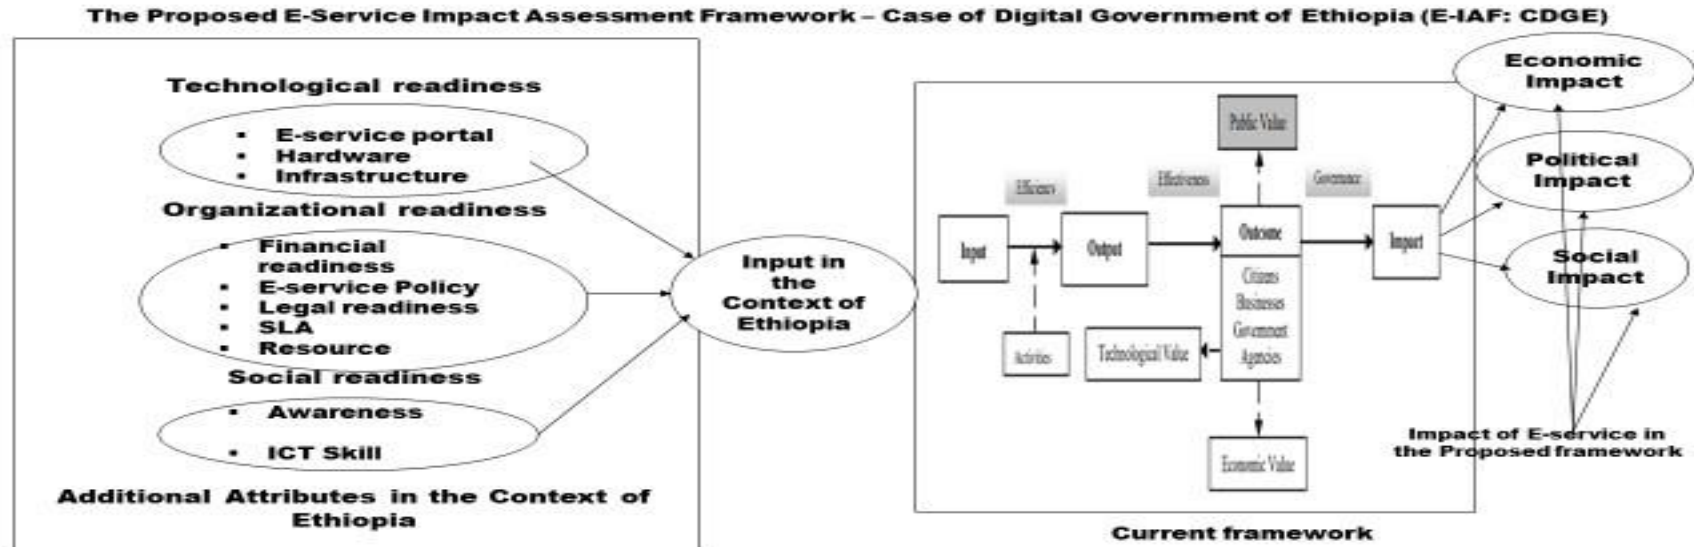 The Proposed E-Service Impact Assessment Framework – Case of Digital Government of Ethiopia (E-IAF: CDGE)
Technological readiness
▪ E-service portal
▪ Hardware
▪ Infrastructure
Organizational readiness
▪ Financial
readiness
▪ E-service Policy
▪ Legal readiness
▪ SLA
▪ Resource
Social readiness
▪ Awareness
▪ ICT Skill
Additional Attributes in the Context of
Ethiopia
Input in
the
Context of
Ethiopia
Public Value
Efficiency
Effectiveness
Governance
Input
Output
Outcome
Impact
Citizens
Businesses
Government
Agencies
Activities
Technological Value
Economic Value
Current framework
Economic
Impact
Political
Impact
Social
Impact
Impact of E-service in
the Proposed framework